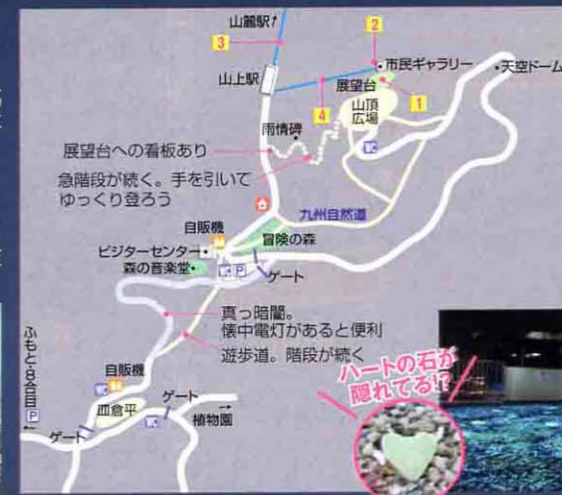 山麓駅↑
2
3
市民ギャラリー
天空ドーム
山上駅
展望台
4
1
山頂
広場
雨情碑
展望台への看板あり
急階段が続く。手を引いて
ゆっくり登ろう
九州自然道
自販機
冒険の森
ビジターセンター
森の音楽堂
P
ゲート
真っ暗闇。
懐中電灯があると便利
遊歩道。階段が続く
自販機
ゲート
皿倉平
植物園
→
ゲート
ふもと・8合目
P
↓
ハートの石が
隠れてる!?